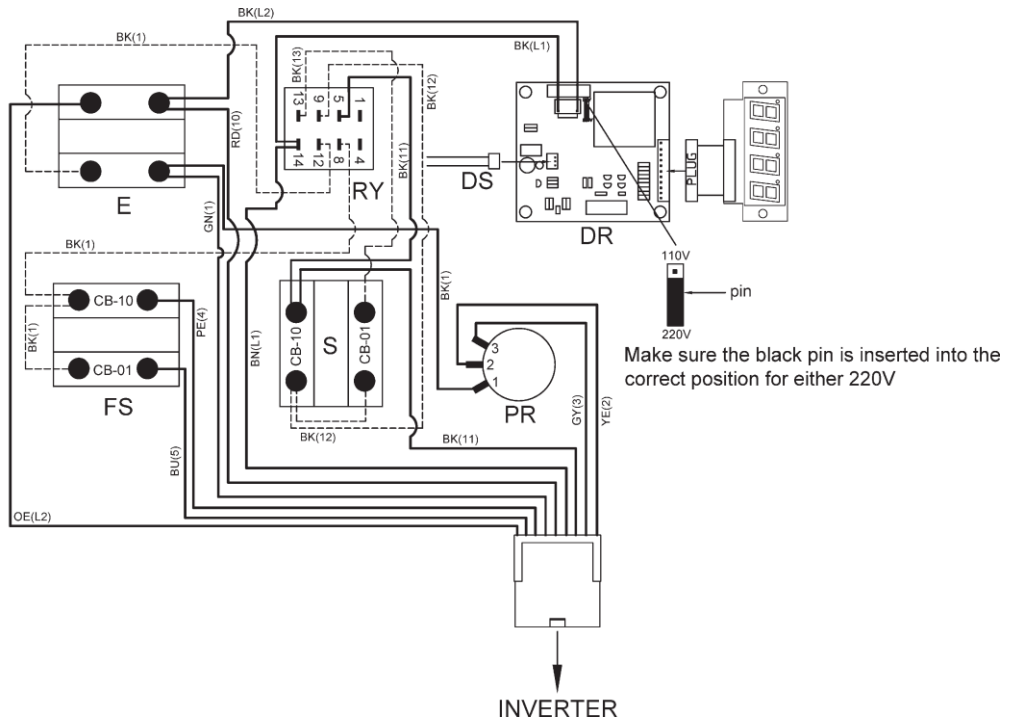 BK(L2)
BK(1)
BK(L1)
BK(13)
BK(12)
13 9 5 1
14 12 8 4
RY
RD(10)
BK(11)
E
GN(1)
DS
DR
PLUG
BK(1)
BK(1)
110V
pin
220V
Make sure the black pin is inserted into the
correct position for either 220V
CB-10
PE(4)
BK(1)
CB-01
FS
BN(L1)
CB-10
S
CB-01
3
2
1
PR
GY(3)
YE(2)
BK(12)
BK(11)
BU(5)
OE(L2)
INVERTER